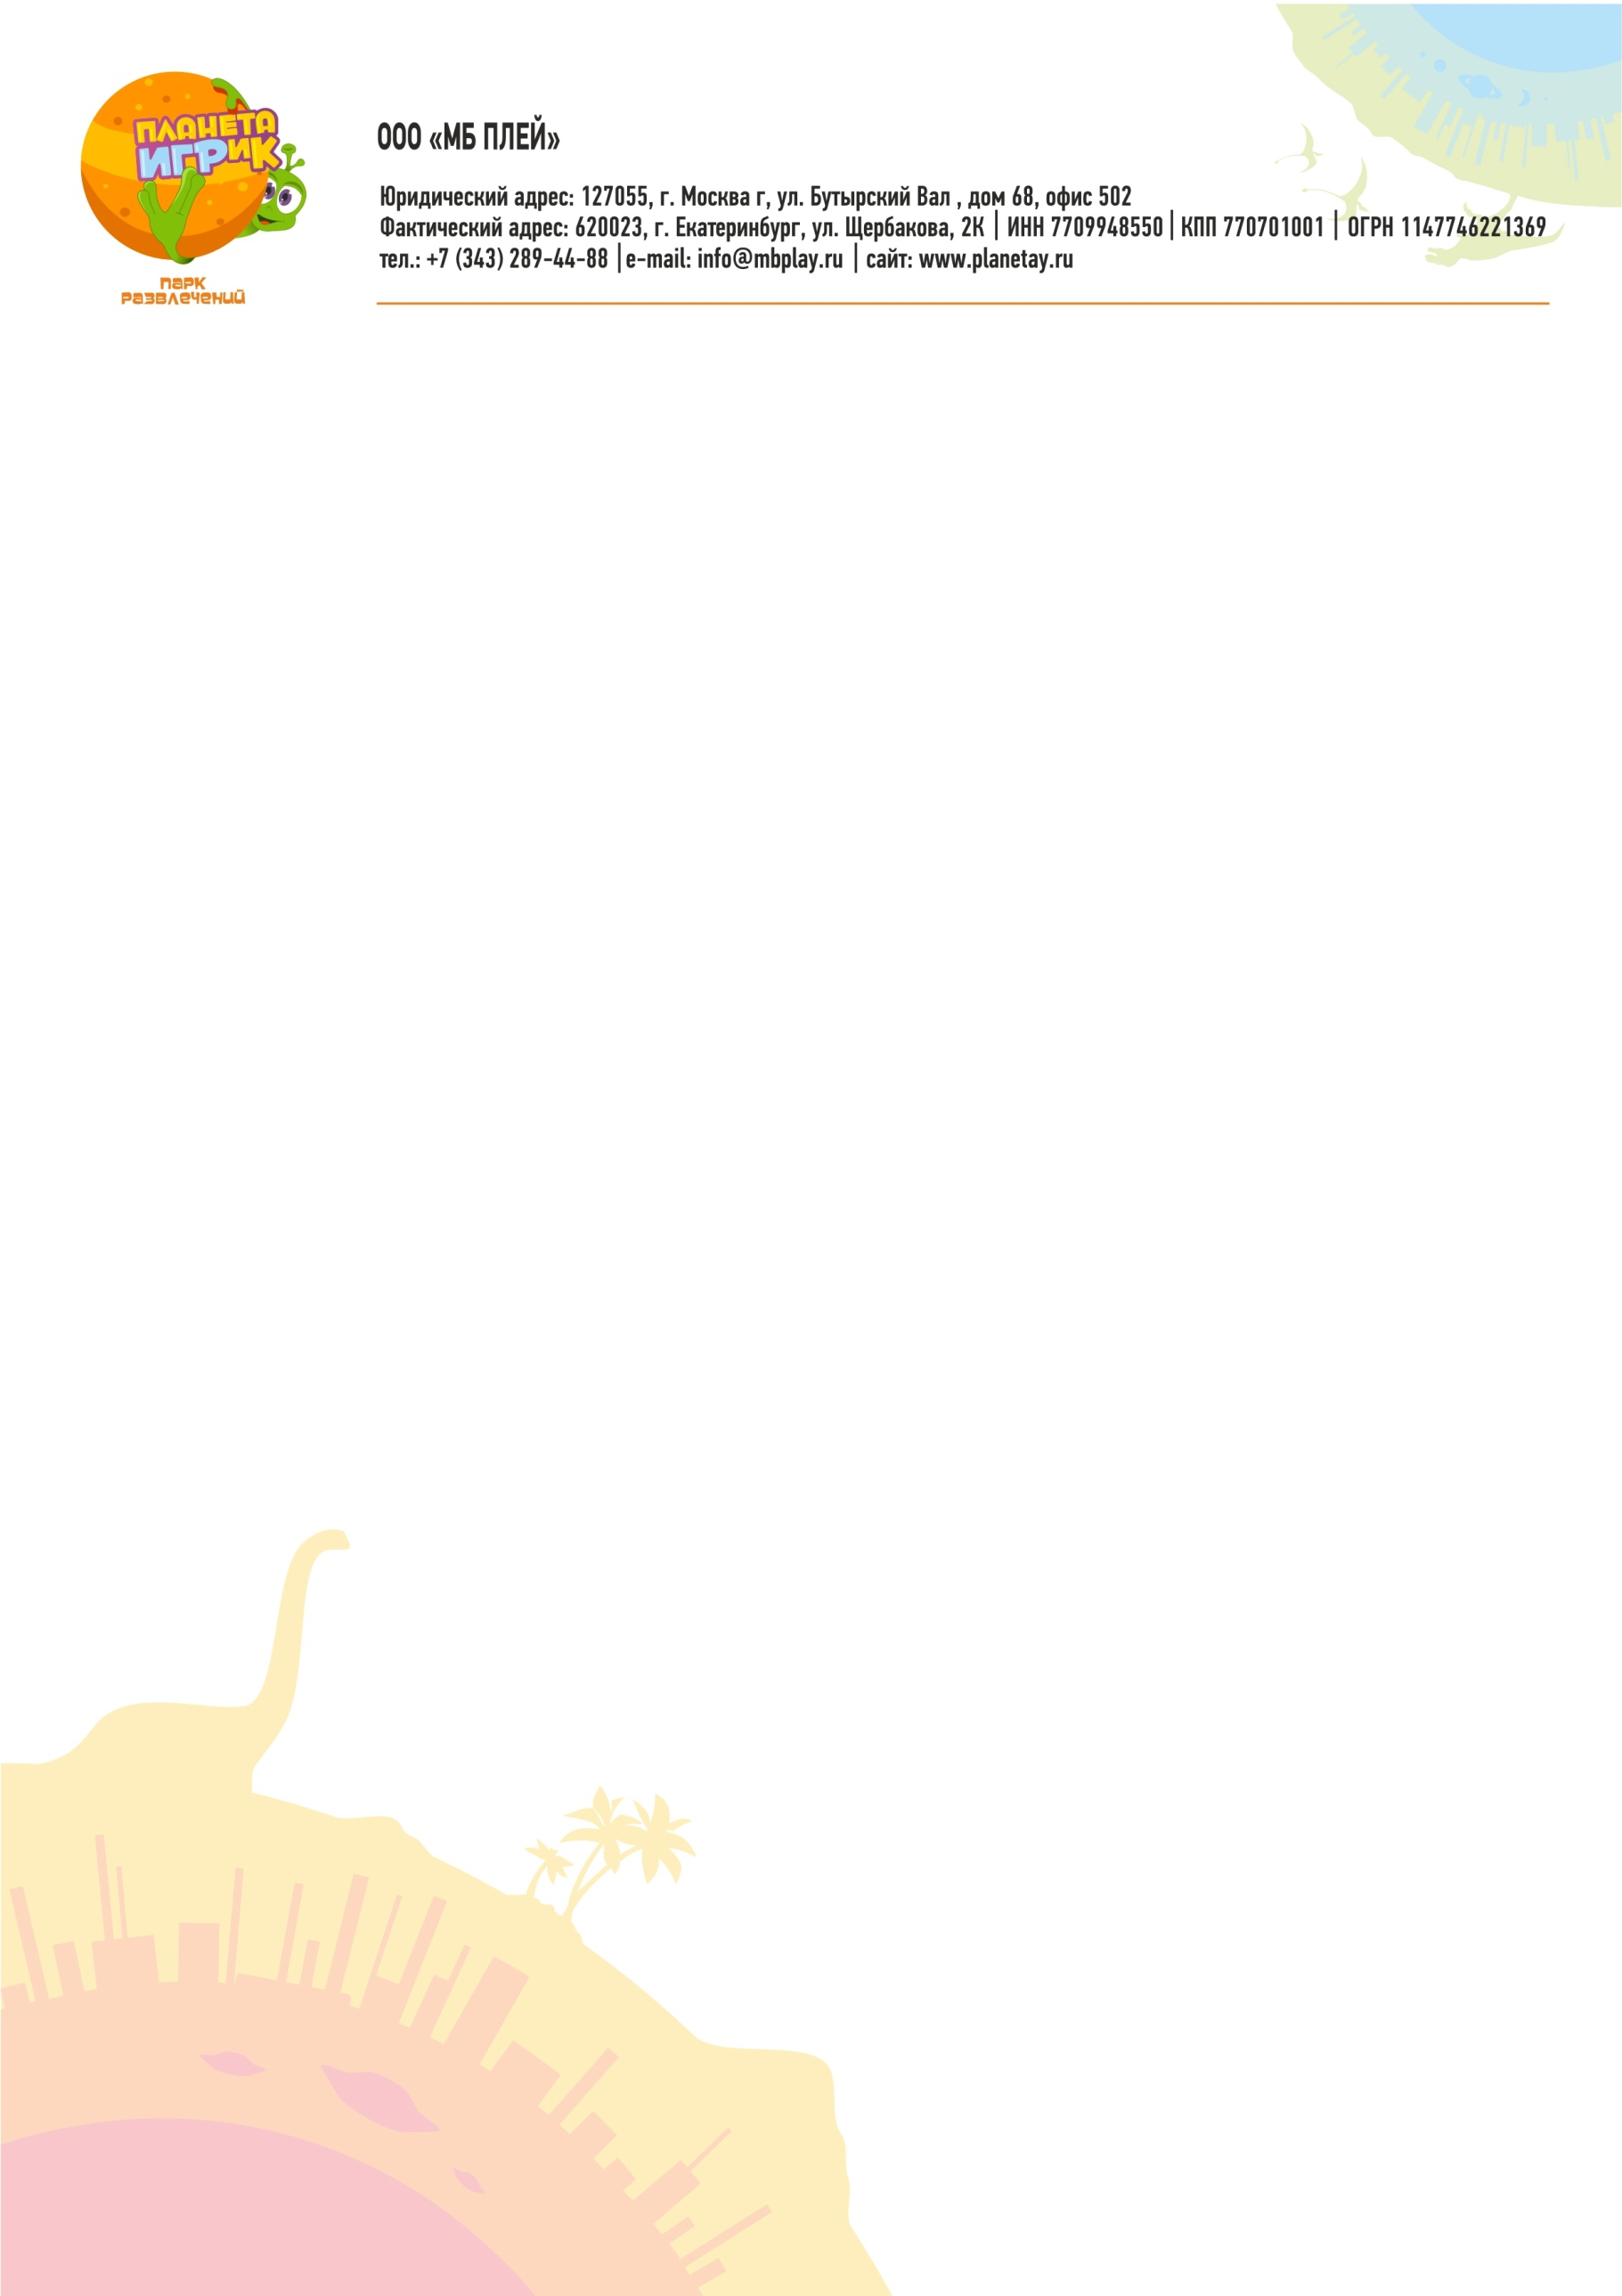 ПЛАНЕТА
ИГРиК
ПАРК
РАЗВЛЕЧЕНИЙ
ООО «МБ ПЛЕЙ»
Юридический адрес: 127055, г. Москва г, ул. Бутырский Вал , дом 68, офис 502
Фактический адрес: 620023, г. Екатеринбург, ул. Щербакова, 2К | ИНН 7709948550 | КПП 770701001 | ОГРН 1147746221369
тел.: +7 (343) 289-44-88 | e-mail: info@mbplay.ru | сайт: www.planetay.ru